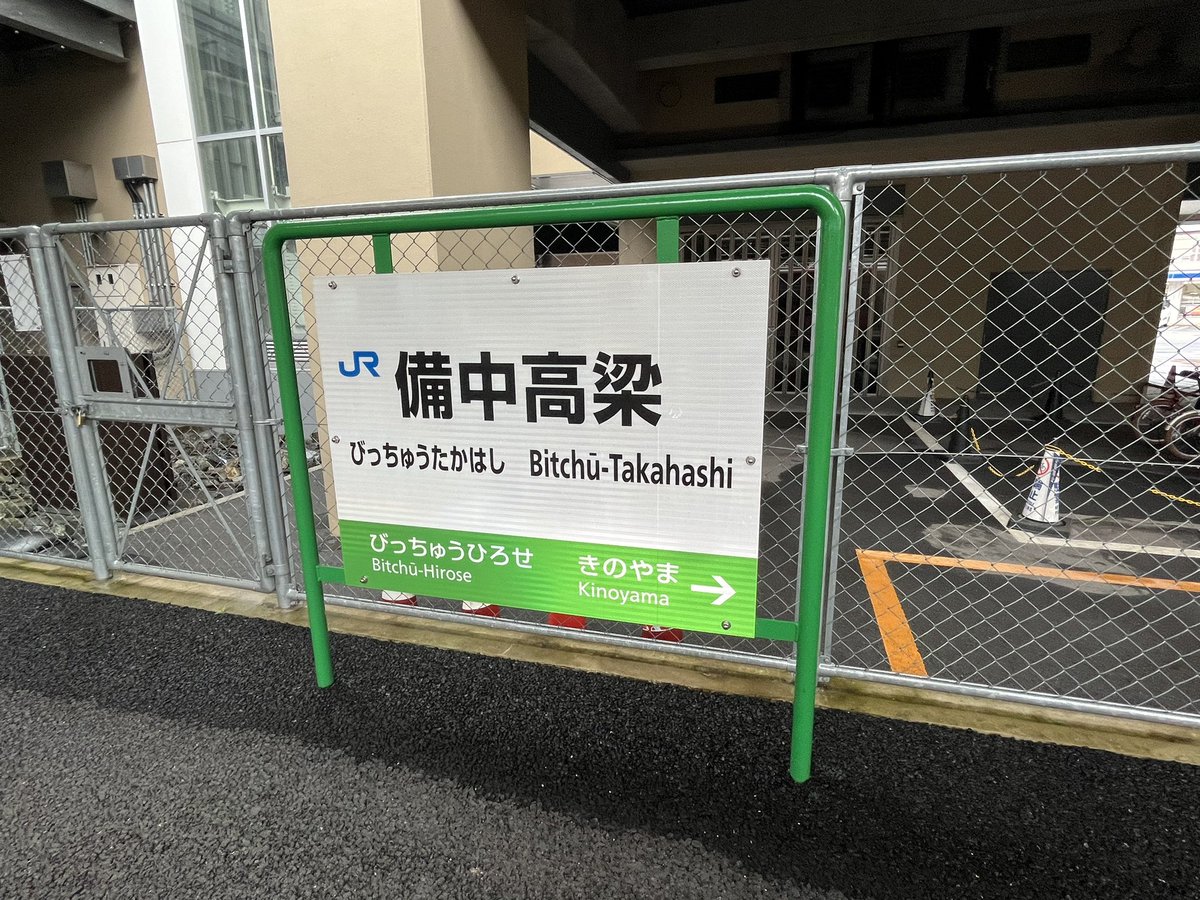 JR 備中高梁
びっちゅうたかはし Bitchū-Takahashi
びっちゅうひろせ
Bitchū-Hirose
きのやま →
Kinoyama